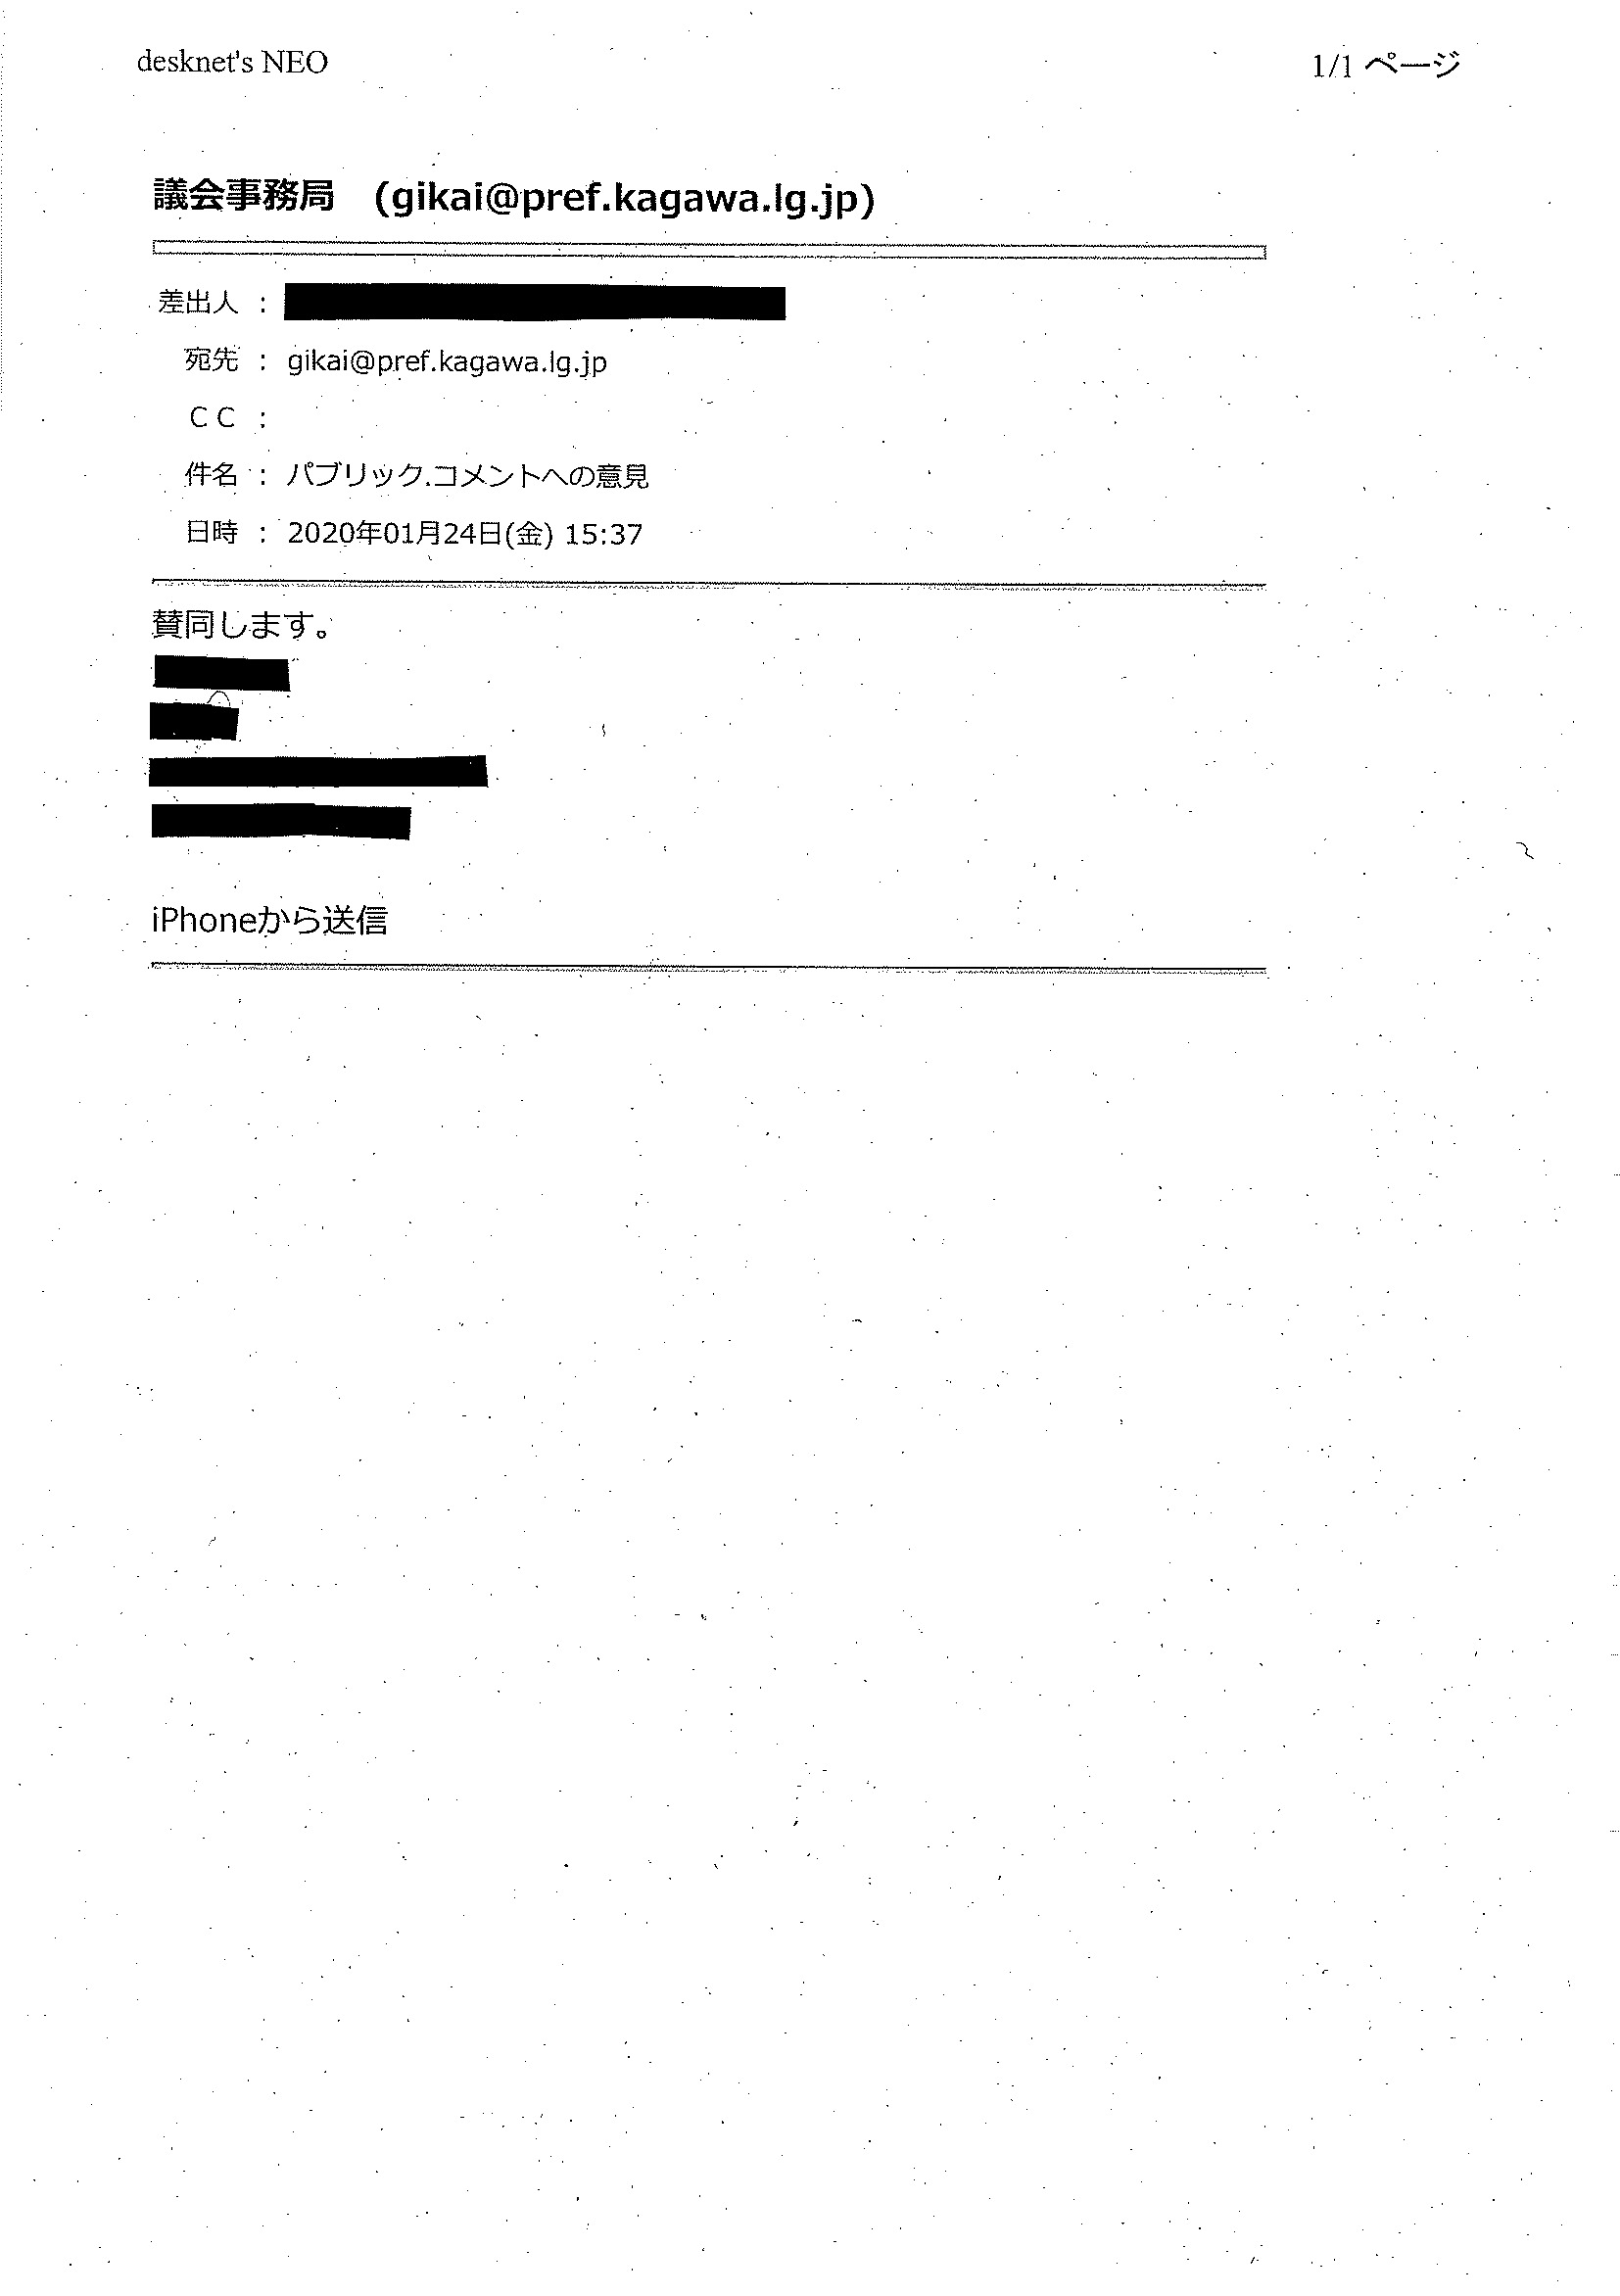 desknet's NEO
1/1 ページ
議会事務局 (gikai@pref.kagawa.lg.jp)
差出人 :
宛先 : gikai@pref.kagawa.lg.jp
CC :
件名 : パブリック.コメントへの意見
日時 : 2020年01月24日(金) 15:37
賛同します。
iPhoneから送信